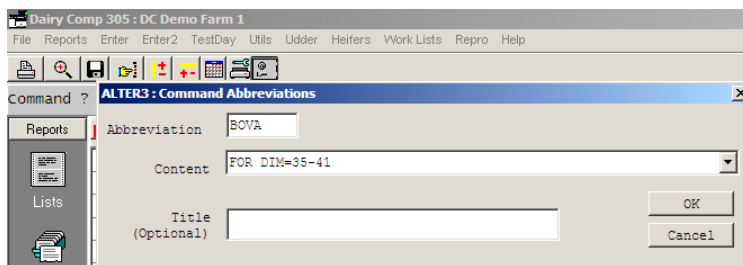 Dairy Comp 305 : DC Demo Farm 1
File Reports Enter Enter2 TestDay Utils Udder Heifers Work Lists Repro Help
Command ?
ALTER3 : Command Abbreviations
Reports
Abbreviation BOVA
Content FOR DIM=35-41
Lists
Title
(Optional)
OK
Cancel